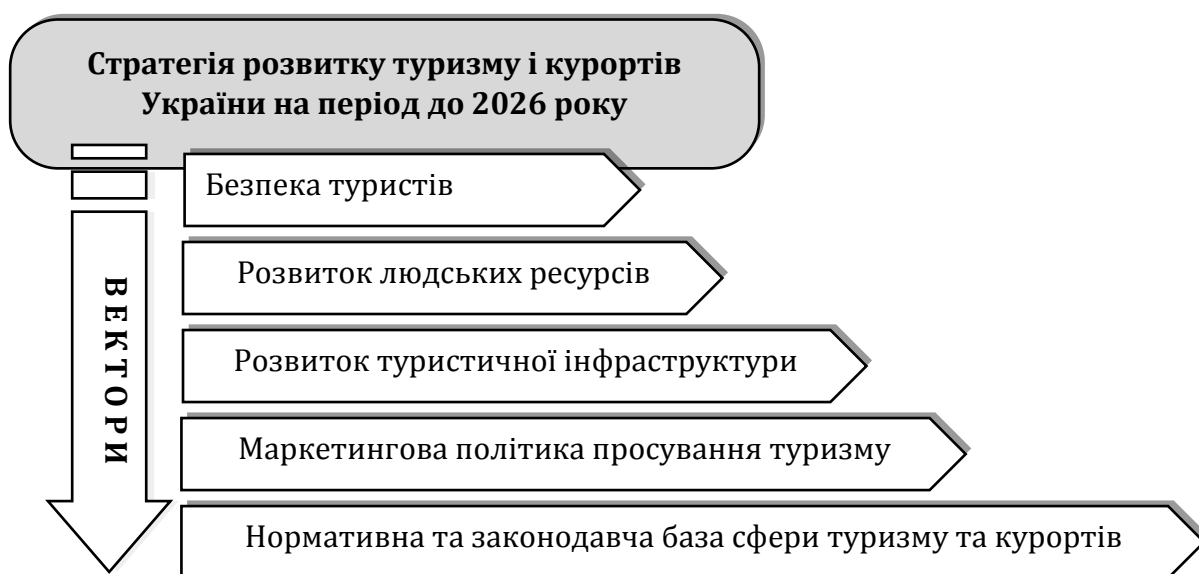 Стратегія розвитку туризму і курортів
України на період до 2026 року
Безпека туристів
Розвиток людських ресурсів
Розвиток туристичної інфраструктури
Маркетингова політика просування туризму
Нормативна та законодавча база сфери туризму та курортів
ВЕКТОРИ